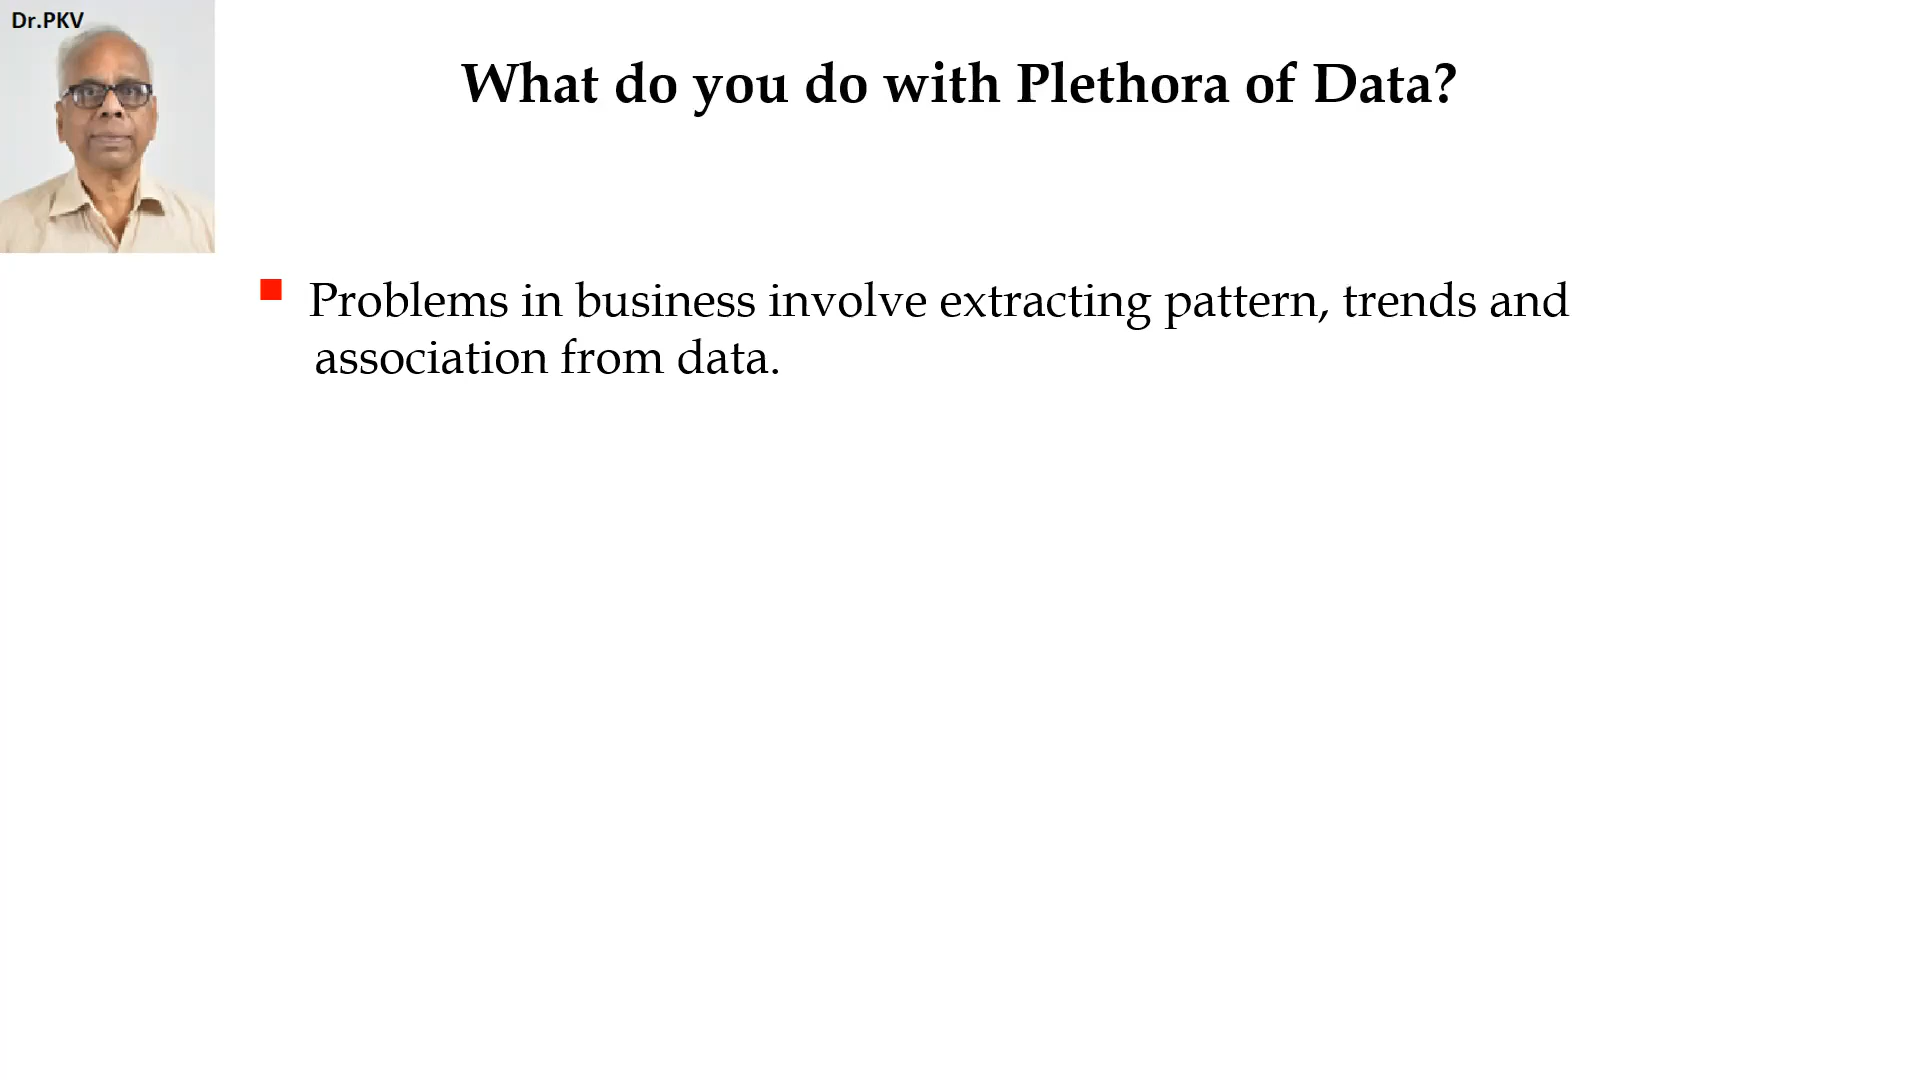 Dr.PKV
What do you do with Plethora of Data?
Problems in business involve extracting pattern, trends and
association from data.